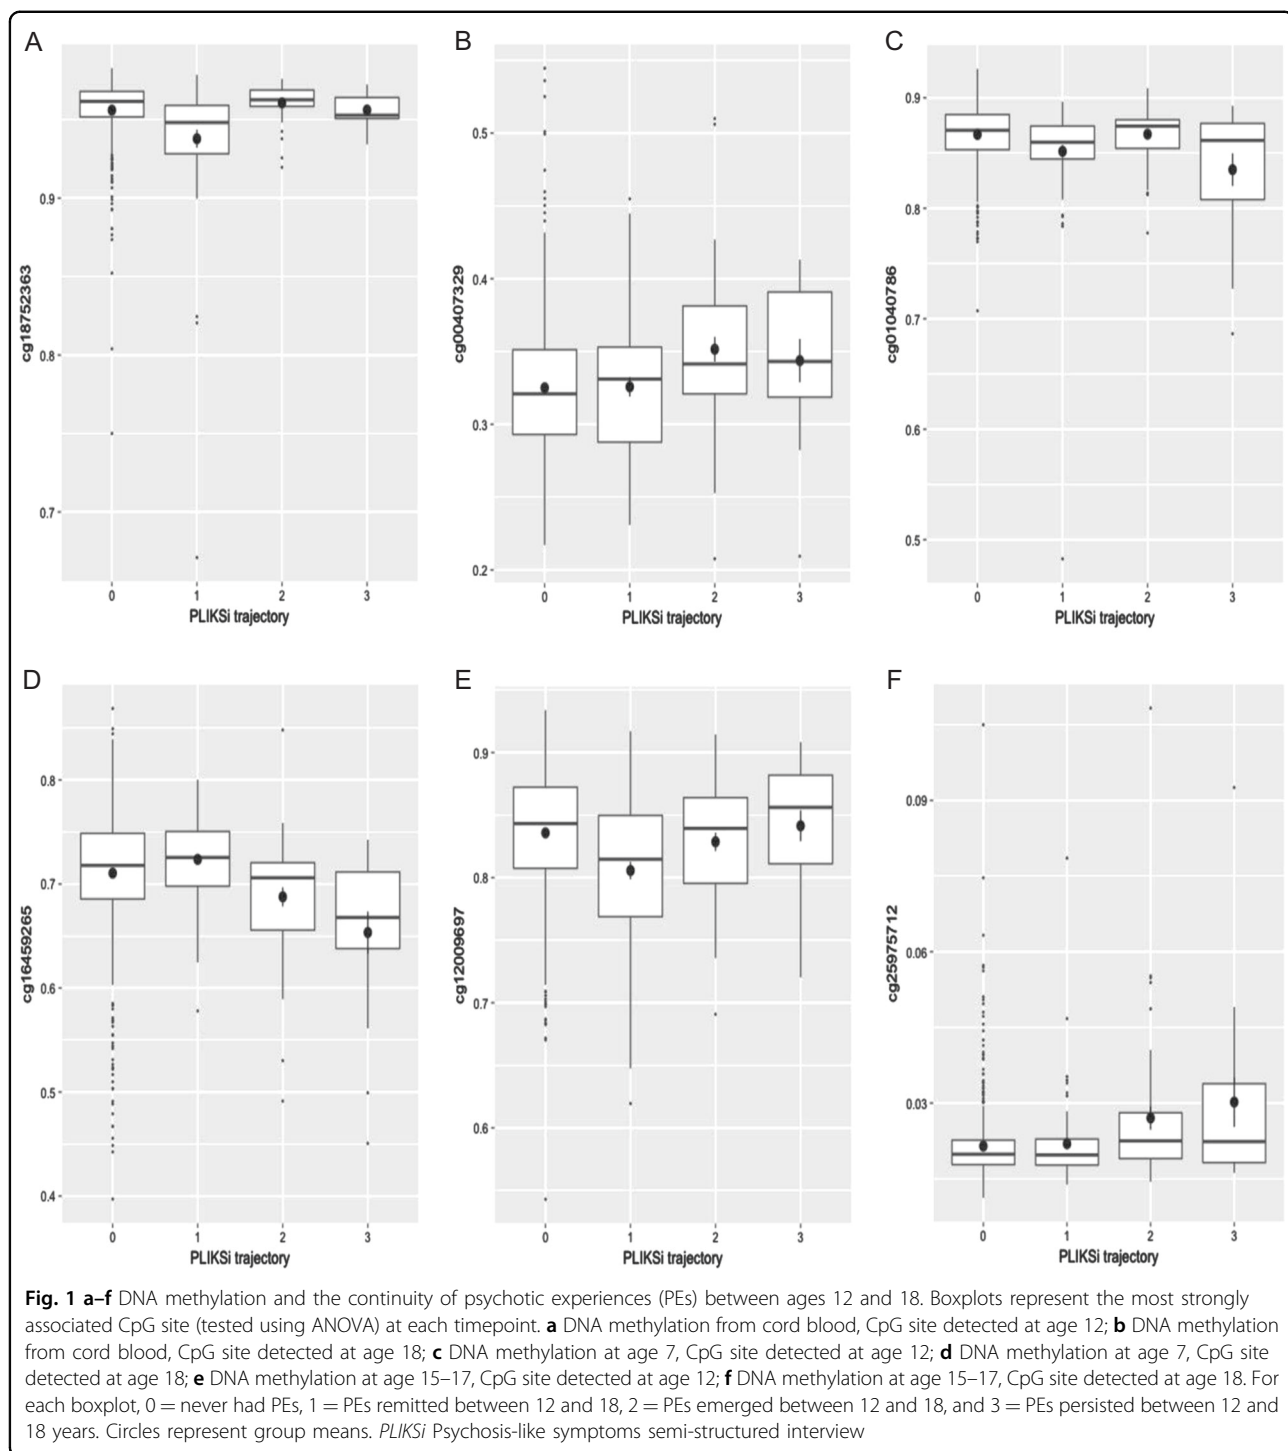 A
B
C
0.9
0.8
0.7
cg18752363
0
1
2
3
PLIKSi trajectory
0.5
0.4
0.3
0.2
cg00407329
0
1
2
3
PLIKSi trajectory
0.9
0.8
0.7
0.6
0.5
cg01040786
0
1
2
3
PLIKSi trajectory
D
E
F
0.8
0.7
0.6
0.5
0.4
cg16459265
0
1
2
3
PLIKSi trajectory
0.9
0.8
0.7
0.6
cg12009697
0
1
2
3
PLIKSi trajectory
0.09
0.06
0.03
cg25975712
0
1
2
3
PLIKSi trajectory
Fig. 1 a–f DNA methylation and the continuity of psychotic experiences (PEs) between ages 12 and 18. Boxplots represent the most strongly
associated CpG site (tested using ANOVA) at each timepoint. a DNA methylation from cord blood, CpG site detected at age 12; b DNA methylation
from cord blood, CpG site detected at age 18; c DNA methylation at age 7, CpG site detected at age 12; d DNA methylation at age 7, CpG site
detected at age 18; e DNA methylation at age 15–17, CpG site detected at age 12; f DNA methylation at age 15–17, CpG site detected at age 18. For
each boxplot, 0 = never had PEs, 1 = PEs remitted between 12 and 18, 2 = PEs emerged between 12 and 18, and 3 = PEs persisted between 12 and
18 years. Circles represent group means. PLIKSi Psychosis-like symptoms semi-structured interview